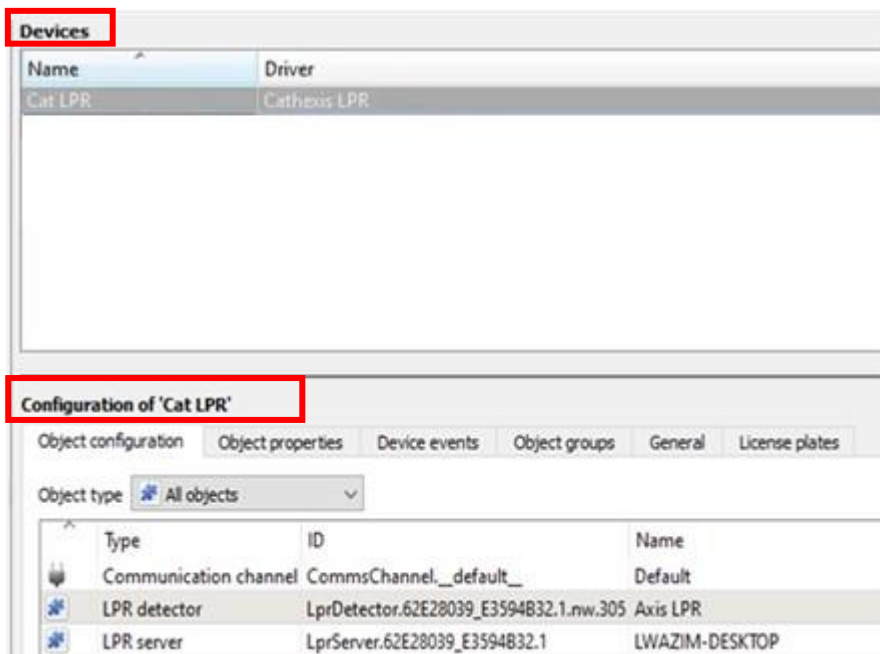 Devices
Name Driver
Cat LPR Cathexis LPR
Configuration of 'Cat LPR'
Object configuration Object properties Device events Object groups General License plates
Object type All objects
Type ID Name
Communication channel CommsChannel.__default__ Default
LPR detector LprDetector.62E28039_E3594B32.1.nw.305 Axis LPR
LPR server LprServer.62E28039_E3594B32.1 LWAZIM-DESKTOP